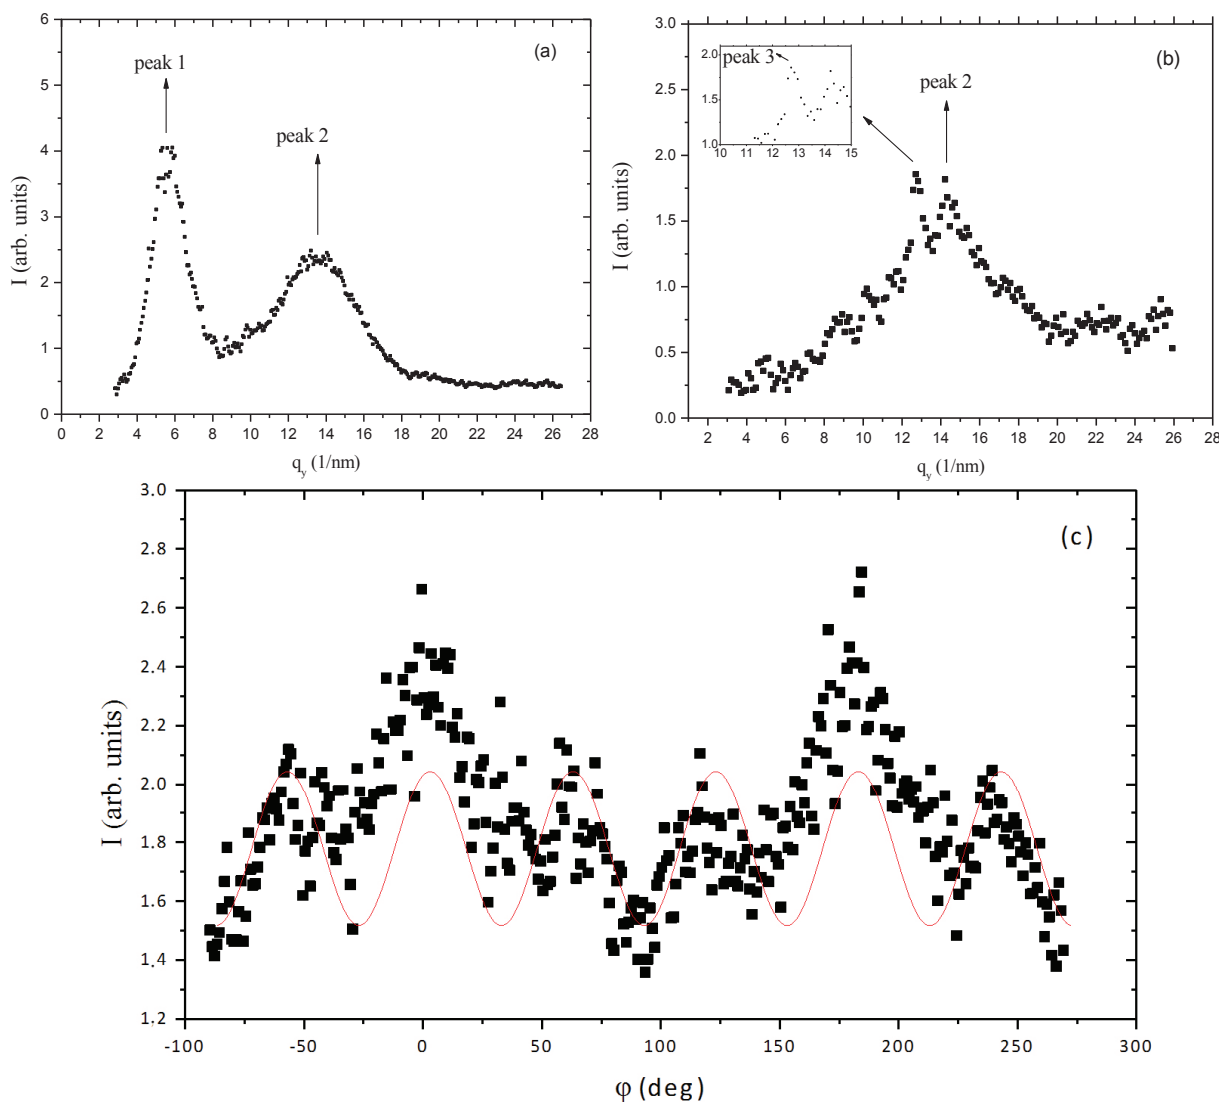 (a)
peak 1
peak 2
I (arb. units)
0 1 2 3 4 5 6
0 2 4 6 8 10 12 14 16 18 20 22 24 26 28
q_y (1/nm)
(b)
peak 3
peak 2
1.0 1.5 2.0
10 11 12 13 14 15
I (arb. units)
0.0 0.5 1.0 1.5 2.0 2.5 3.0
2 4 6 8 10 12 14 16 18 20 22 24 26 28
q_y (1/nm)
(c)
I (arb. units)
1.2 1.4 1.6 1.8 2.0 2.2 2.4 2.6 2.8 3.0
-100 -50 0 50 100 150 200 250 300
φ (deg)